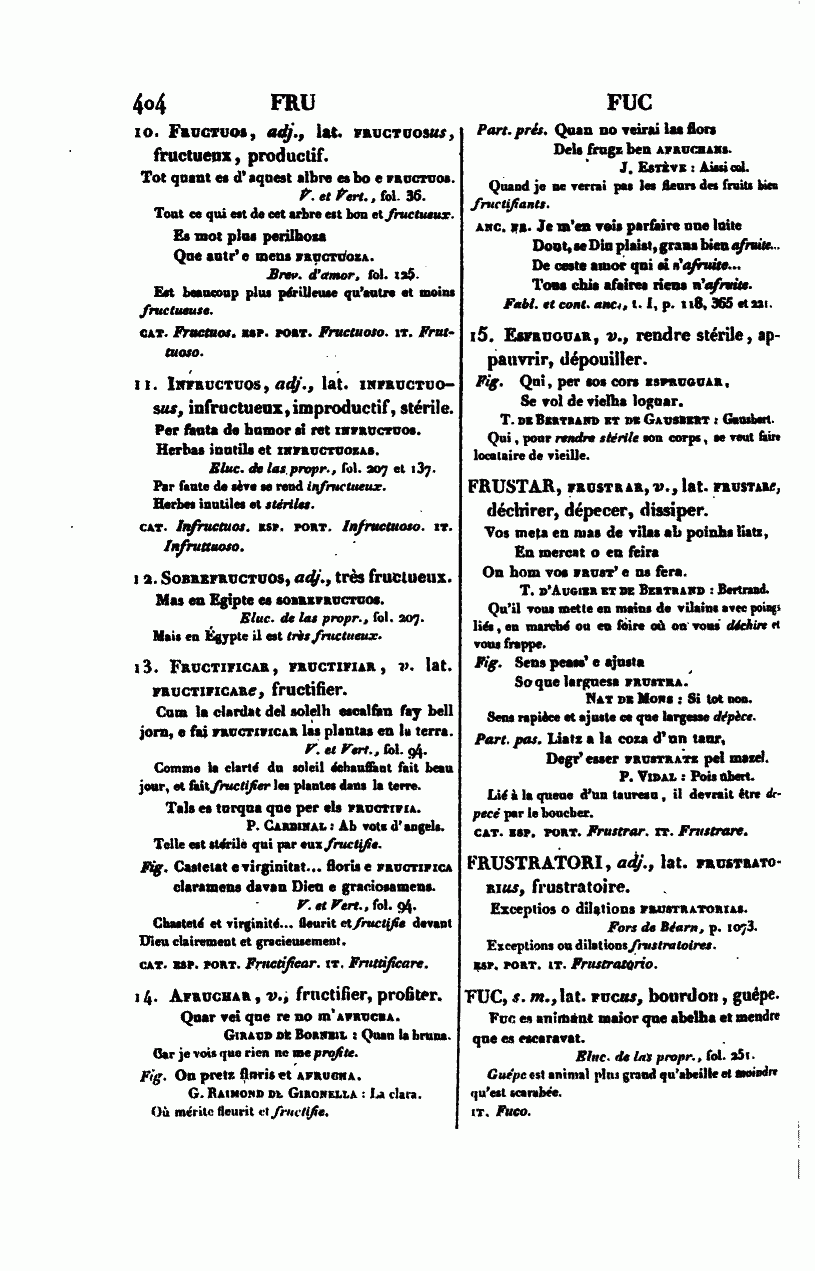 404 FRU FUC
10. FRUCTUOS, adj., lat. FRUCTUOSUS,
fructueux, productif.
Tot quant es d'aquest albre es bo e FRUCTUOS.
V. et Vert., fol. 36.
Tout ce qui est de cet arbre est bon et fructueux.
Es mot plus perilhosa
Que autr' e mens FRUCTUOZA.
Brev. d'amor, fol. 125.
Est beaucoup plus périlleuse qu'autre et moins
fructueuse.
CAT. Fructuos. ESP. PORT. Fructuoso. IT. Frut-
tuoso.
11. INFRUCTUOS, adj., lat. INFRUCTUO-
sus, infructueux, improductif, stérile.
Per fauta de humor si ret INFRUCTUOS.
Herbas inutils et INFRUCTUOZAS.
Eluc. de las propr., fol. 207 et 137.
Par faute de sève se rend infructueux.
Herbes inutiles et stériles.
CAT. Infructuos. ESP. PORT. Infructuoso. IT.
Infruttuoso.
12. SOBREFRUCTUOS, adj., très fructueux.
Mas en Egipte es SOBREFRUCTUOS.
Eluc. de las propr., fol. 207.
Mais en Égypte il est très fructueux.
13. FRUCTIFICAR, FRUCTIFIAR, v. lat.
FRUCTIFICARe, fructifier.
Cum la clardat del solelh escalfan fay bell
jorn, e fai FRUCTIFICAR las plantas en la terra.
V. et Vert., fol. 94.
Comme la clarté du soleil échauffant fait beau
jour, et fait fructifier les plantes dans la terre.
Tals es turqua que per els FRUCTIFIA.
P. CARDINAL : Ab votz d'angels.
Telle est stérile qui par eux fructifie.
Fig. Castetat e virginitat... floris e FRUCTIFICA
claramens davan Dieu e graciosamens.
V. et Vert., fol. 94.
Chasteté et virginité... fleurit et fructifie devant
Dieu clairement et gracieusement.
CAT. ESP. PORT. Fructificar. IT. Fruttificare.
14. AFRUCHAR, v., fructifier, profiter.
Quar vei que re no m'AFRUCHA.
GIRAUD DE BORNEIL : Quan la bruna.
Car je vois que rien ne me profite.
Fig. On pretz floris et AFRUCHA.
G. RAIMOND DE GIRONELLA : La clara.
Où mérite fleurit et fructifie.
Part. prés. Quan no veirai las flors
Dels frugz ben AFRUCHANS.
J. ESTÈVE : Aissi col.
Quand je ne verrai pas les fleurs des fruits bien
fructifiants.
ANC. FR. Je m'en vois parfaire une luite
Dont, se Diu plaist, grans bien afruite...
De ceste amor qui si n'afruite...
Tous chis afaires riens n'afruite.
Fabl. et cont. anc., t. I, p. 118, 365 et 221.
15. ESFRUGUAR, v., rendre stérile, ap-
pauvrir, dépouiller.
Fig. Qui, per sos cors ESFRUGUAR,
Se vol de vielha loguar.
T. DE BERTRAND ET DE GAUSBERT : Gausbert.
Qui, pour rendre stérile son corps, se veut faire
locataire de vieille.
FRUSTAR, FRUSTRAR, v., lat. FRUSTARe,
déchirer, dépecer, dissiper.
Vos meta en mas de vilas ab poinhs liatz,
En mercat o en feira
On hom vos FRUST' e us fera.
T. D'AUGIER ET DE BERTRAND : Bertrand.
Qu'il vous mette en mains de vilains avec poings
liés, en marché ou en foire où on vous déchire et
vous frappe.
Fig. Sens pessa' e ajusta
So que larguesa FRUSTRA.
NAT DE MONS : Si tot non.
Sens rapièce et ajuste ce que largesse dépèce.
Part. pas. Liatz a la coza d'un taur,
Degr' esser FRUSTRATZ pel mazel.
P. VIDAL : Pois ubert.
Lié à la queue d'un taureau, il devrait être dé-
pecé par le boucher.
CAT. ESP. PORT. Frustrar. IT. Frustrare.
FRUSTRATORI, adj., lat. FRUSTRATO-
RIUS, frustratoire.
Exceptios o dilations FRUSTRATORIAS.
Fors de Béarn, p. 1073.
Exceptions ou dilations frustratoires.
ESP. PORT. IT. Frustratorio.
FUC, s. m., lat. FUCUS, bourdon, guêpe.
Fuc es animant maior que abelha et mendre
que es escaravat.
Eluc. de las propr., fol. 251.
Guêpe est animal plus grand qu'abeille et moindre
qu'est scarabée.
IT. Fuco.